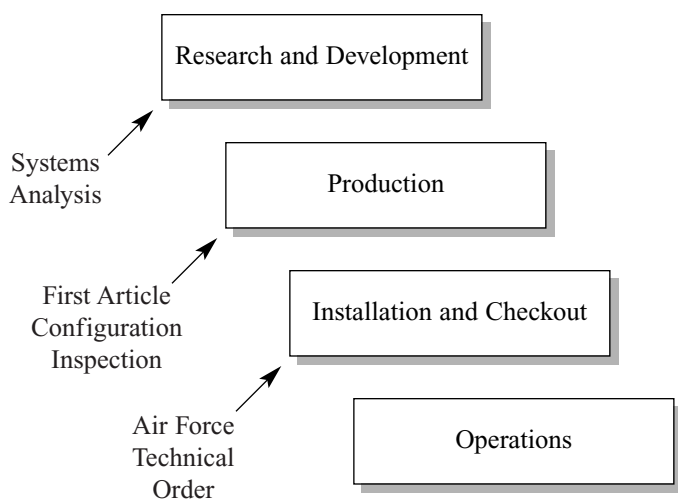 Research and Development
Systems
Analysis
Production
First Article
Configuration
Inspection
Installation and Checkout
Air Force
Technical
Order
Operations